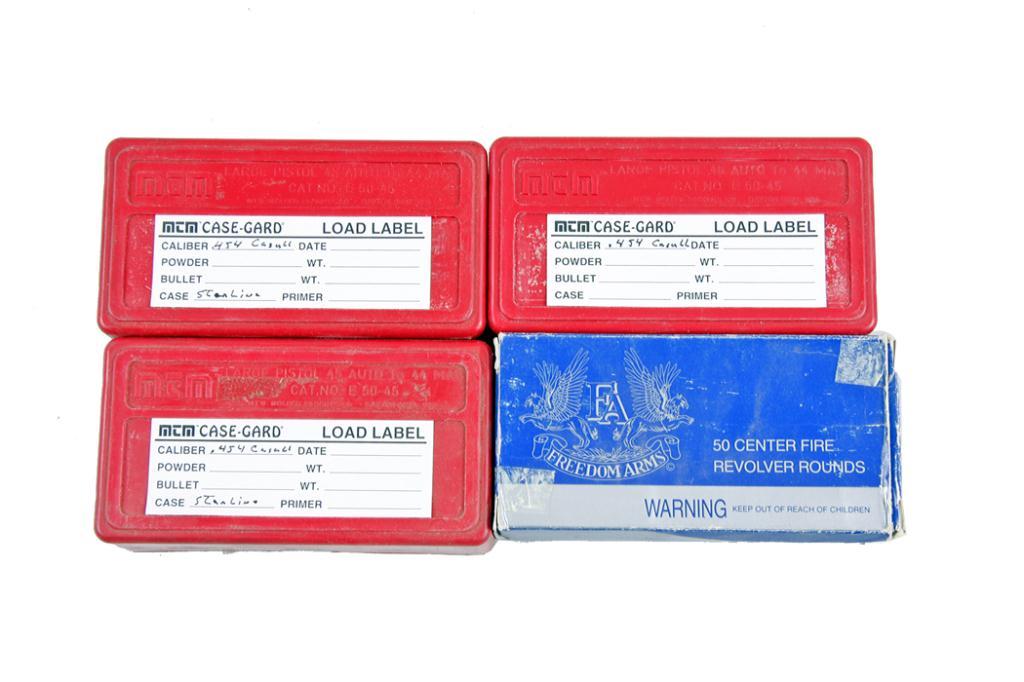 mcm
LARGE PISTOL 45 AUTO TO 44 MAG
CAT.NO. E 50-45
MTM CASE-GARD LOAD LABEL
CALIBER .454 Casull DATE
POWDER WT.
BULLET WT.
CASE StarLine PRIMER
mTm
LARGE PISTOL 45 AUTO To 44 MAG
CAT.NO. E 50-45
MTM CASE-GARD LOAD LABEL
CALIBER .454 Casull DATE
POWDER WT.
BULLET WT.
CASE PRIMER
mTm
LARGE PISTOL 45 AUTO To 44 MAG
CAT.NO. E 50-45
MTM CASE-GARD LOAD LABEL
CALIBER .454 Casull DATE
POWDER WT.
BULLET WT.
CASE StarLine PRIMER
FA
FREEDOM ARMS ©
50 CENTER FIRE
REVOLVER ROUNDS
WARNING KEEP OUT OF REACH OF CHILDREN